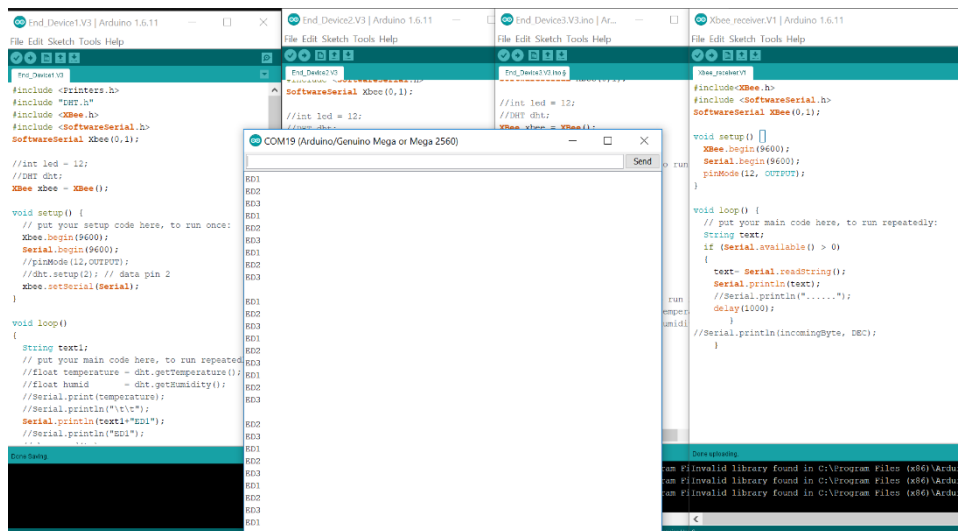 End_Device1.V3 | Arduino 1.6.11
File Edit Sketch Tools Help
End_Device1.V3
#include <Printers.h>
#include "DHT.h"
#include <XBee.h>
#include <SoftwareSerial.h>
SoftwareSerial Xbee(0,1);
//int led = 12;
//DHT dht;
XBee xbee = XBee();
void setup() {
// put your setup code here, to run once:
Xbee.begin(9600);
Serial.begin(9600);
//pinMode(12,OUTPUT);
//dht.setup(2); // data pin 2
xbee.setSerial(Serial);
}
void loop()
{
String text1;
// put your main code here, to run repeated
//float temperature = dht.getTemperature();
//float humid = dht.getHumidity();
//Serial.print(temperature);
//Serial.println("\t\t");
Serial.println(text1+"ED1");
//Serial.println("ED1");
Done Saving.
End_Device2.V3 | Arduino 1.6.11
File Edit Sketch Tools Help
End_Device2.V3
SoftwareSerial Xbee(0,1);
//int led = 12;
//DHT dht;
End_Device3.V3.ino | Ar...
File Edit Sketch Tools Help
End_Device3.V3.ino §
//int led = 12;
//DHT dht;
XBee xbee = XBee();
o run
run
emper
umidi
COM19 (Arduino/Genuino Mega or Mega 2560)
Send
ED1
ED2
ED3
ED1
ED2
ED3
ED1
ED2
ED3
ED1
ED2
ED3
ED1
ED2
ED3
ED1
ED2
ED3
ED2
ED3
ED1
ED2
ED3
ED1
ED2
ED3
ED1
Xbee_receiver.V1 | Arduino 1.6.11
File Edit Sketch Tools Help
Xbee_receiver.V1
#include<XBee.h>
#include <SoftwareSerial.h>
SoftwareSerial XBee(0,1);
void setup() {
XBee.begin(9600);
Serial.begin(9600);
pinMode(12, OUTPUT);
}
void loop() {
// put your main code here, to run repeatedly:
String text;
if (Serial.available() > 0)
{
text= Serial.readString();
Serial.println(text);
//Serial.println("......");
delay(1000);
}
//Serial.println(incomingByte, DEC);
}
Done uploading.
ram Fi
Invalid library found in C:\Program Files (x86)\Ardu
ram Fi
Invalid library found in C:\Program Files (x86)\Ardu
ram Fi
Invalid library found in C:\Program Files (x86)\Ardu